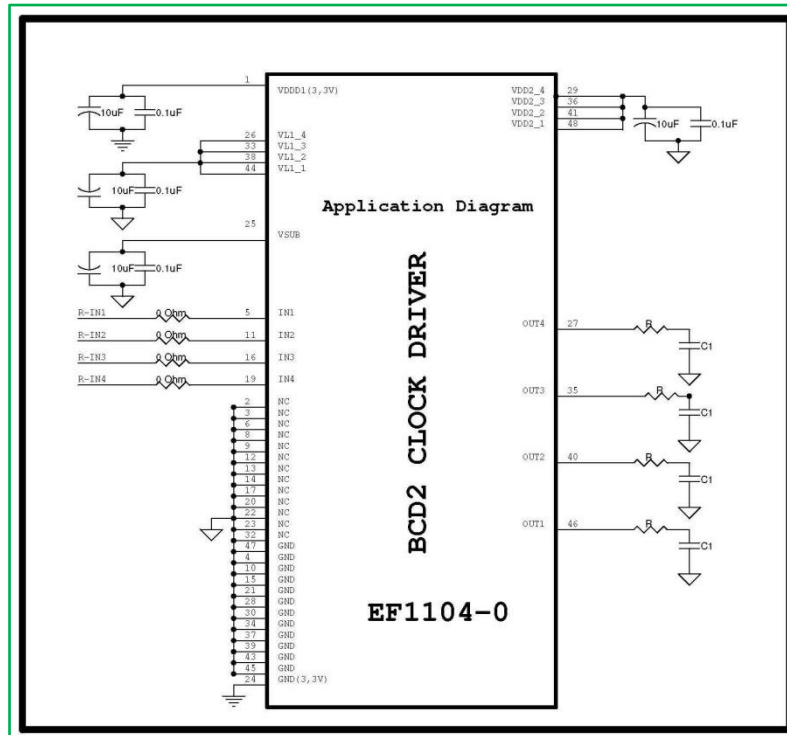 1
VDDD1(3,3V)
10uF 0.1uF
26 VL1_4
33 VL1_3
38 VL1_2
44 VL1_1
10uF 0.1uF
25
VSUB
10uF 0.1uF
R-IN1 0 Ohm 5 IN1
R-IN2 0 Ohm 11 IN2
R-IN3 0 Ohm 16 IN3
R-IN4 0 Ohm 19 IN4
2 NC
3 NC
6 NC
8 NC
9 NC
12 NC
13 NC
14 NC
17 NC
20 NC
22 NC
23 NC
32 NC
47 GND
4 GND
10 GND
15 GND
21 GND
28 GND
30 GND
34 GND
37 GND
39 GND
43 GND
45 GND
24 GND(3,3V)
Application Diagram
BCD2 CLOCK DRIVER
EF1104-0
VDD2_4 29
VDD2_3 36
VDD2_2 41
VDD2_1 48
10uF 0.1uF
OUT4 27 R
C1
OUT3 35 R
C1
OUT2 40 R
C1
OUT1 46 R
C1